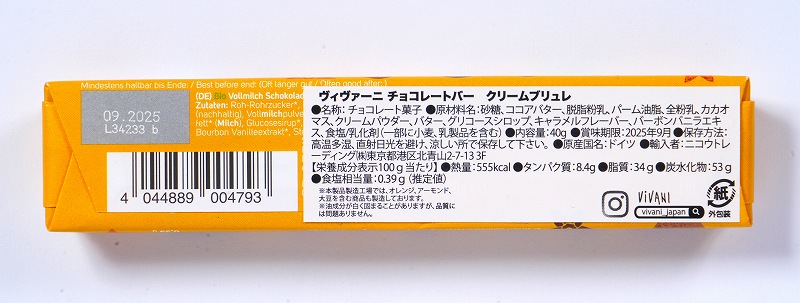 Mindestens haltbar bis Ende: / Best before end: (Oft länger gut / Often good after.)
09.2025
L34233 b
(DE) Bio Vollmilch Schokolad
Zutaten: Roh-Rohrzucker*,
(nachhaltig), Vollmilchpulve
fett* (Milch), Glucosesirup*,
Bourbon Vanilleextrakt*,
4 044889 004793
ヴィヴァーニ チョコレートバー クリームブリュレ
●名称:チョコレート菓子 ●原材料名:砂糖、ココアバター、脱脂粉乳、パーム油脂、全粉乳、カカオ
マス、クリームパウダー、バター、グリコースシロップ、キャラメルフレーバー、バーボンバニラエキ
ス、食塩/乳化剤(一部に小麦、乳製品を含む) ●内容量:40g ●賞味期限:2025年9月 ●保存方法:
高温多湿、直射日光を避け、涼しい所で保存して下さい。 ●原産国名:ドイツ ●輸入者:ニコウトレ
ーディング㈱東京都港区北青山2-7-13 3F
【栄養成分表示100g当たり】 ●熱量:555kcal ●タンパク質:8.4g ●脂質:34g ●炭水化物:53g
●食塩相当量:0.39g(推定値)
※本製品製造工場では、オレンジ、アーモンド、
大豆を含む商品も製造しております。
※油成分が白く固まることがありますが、品質に
は問題ありません。
ViVANI
vivani_japan
紙
外包装